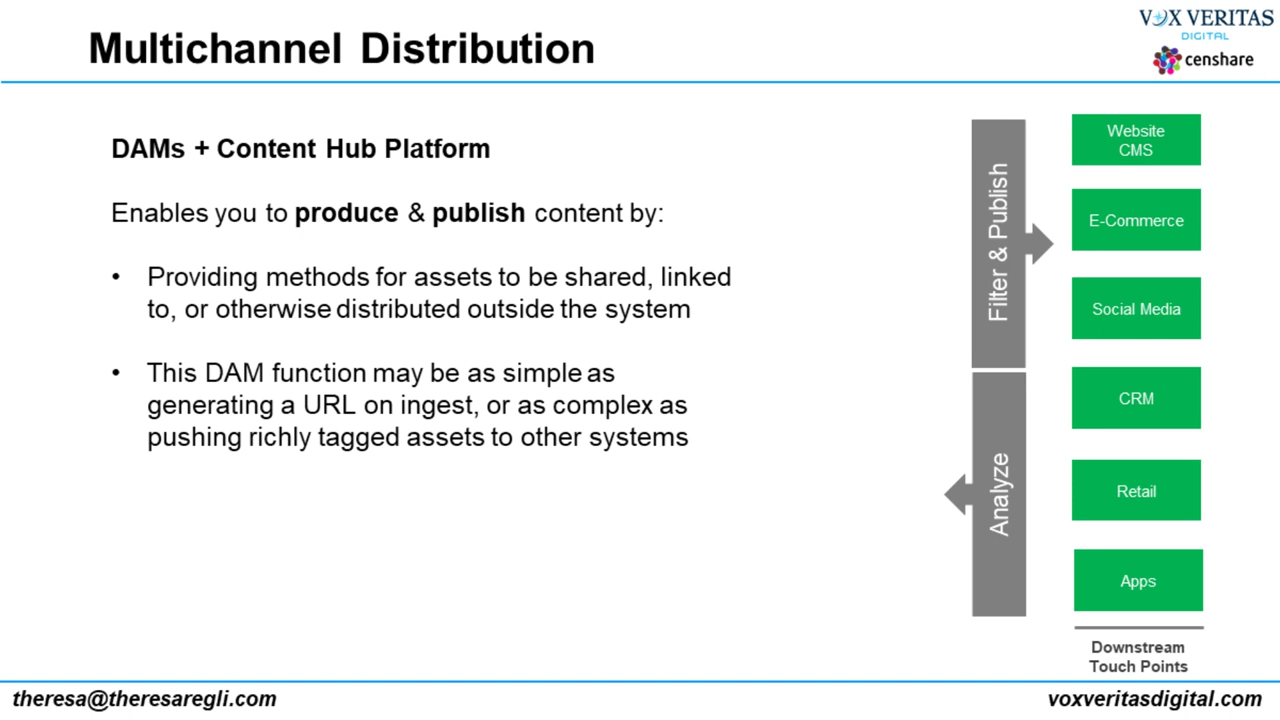 Multichannel Distribution
VOX VERITAS
DIGITAL
censhare
DAMs + Content Hub Platform
Enables you to produce & publish content by:
• Providing methods for assets to be shared, linked
to, or otherwise distributed outside the system
• This DAM function may be as simple as
generating a URL on ingest, or as complex as
pushing richly tagged assets to other systems
Filter & Publish
Analyze
Website
CMS
E-Commerce
Social Media
CRM
Retail
Apps
Downstream
Touch Points
theresa@theresaregli.com
voxveritasdigital.com